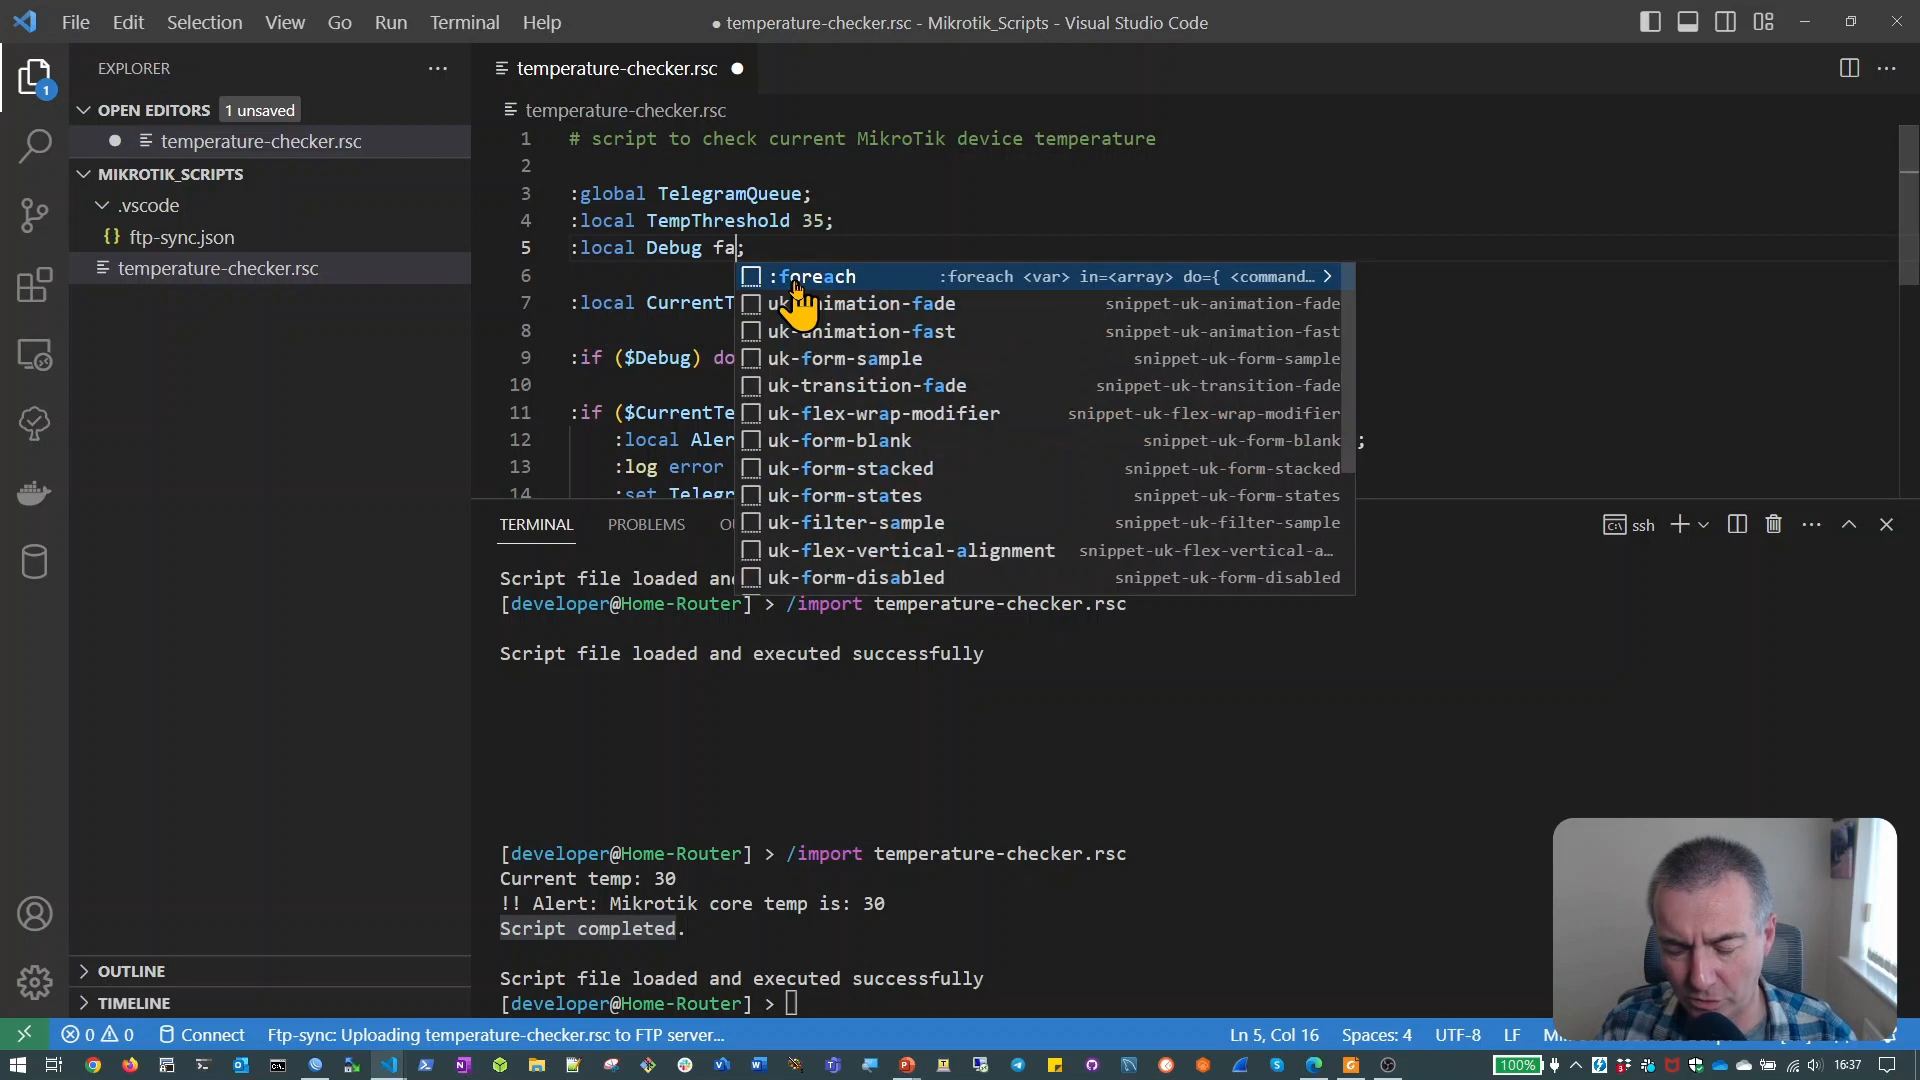 File Edit Selection View Go Run Terminal Help
● temperature-checker.rsc - Mikrotik_Scripts - Visual Studio Code
EXPLORER
OPEN EDITORS 1 unsaved
temperature-checker.rsc
MIKROTIK_SCRIPTS
.vscode
{} ftp-sync.json
temperature-checker.rsc
OUTLINE
TIMELINE
1
temperature-checker.rsc
temperature-checker.rsc
1 # script to check current MikroTik device temperature
2
3 :global TelegramQueue;
4 :local TempThreshold 35;
5 :local Debug fa;
6
7 :local CurrentT
8
9 :if ($Debug) do
10
11 :if ($CurrentTe
12 :local Aler ;
13 :log error
14 :set Telegr
:foreach :foreach <var> in=<array> do={ <command…
uk-animation-fade snippet-uk-animation-fade
uk-animation-fast snippet-uk-animation-fast
uk-form-sample snippet-uk-form-sample
uk-transition-fade snippet-uk-transition-fade
uk-flex-wrap-modifier snippet-uk-flex-wrap-modifier
uk-form-blank snippet-uk-form-blank
uk-form-stacked snippet-uk-form-stacked
uk-form-states snippet-uk-form-states
uk-filter-sample snippet-uk-filter-sample
uk-flex-vertical-alignment snippet-uk-flex-vertical-a…
uk-form-disabled snippet-uk-form-disabled
TERMINAL PROBLEMS OU
ssh
Script file loaded and
[developer@Home-Router] > /import temperature-checker.rsc
Script file loaded and executed successfully
[developer@Home-Router] > /import temperature-checker.rsc
Current temp: 30
!! Alert: Mikrotik core temp is: 30
Script completed.
Script file loaded and executed successfully
[developer@Home-Router] >
0 0 Connect Ftp-sync: Uploading temperature-checker.rsc to FTP server...
Ln 5, Col 16 Spaces: 4 UTF-8 LF
100% 16:37